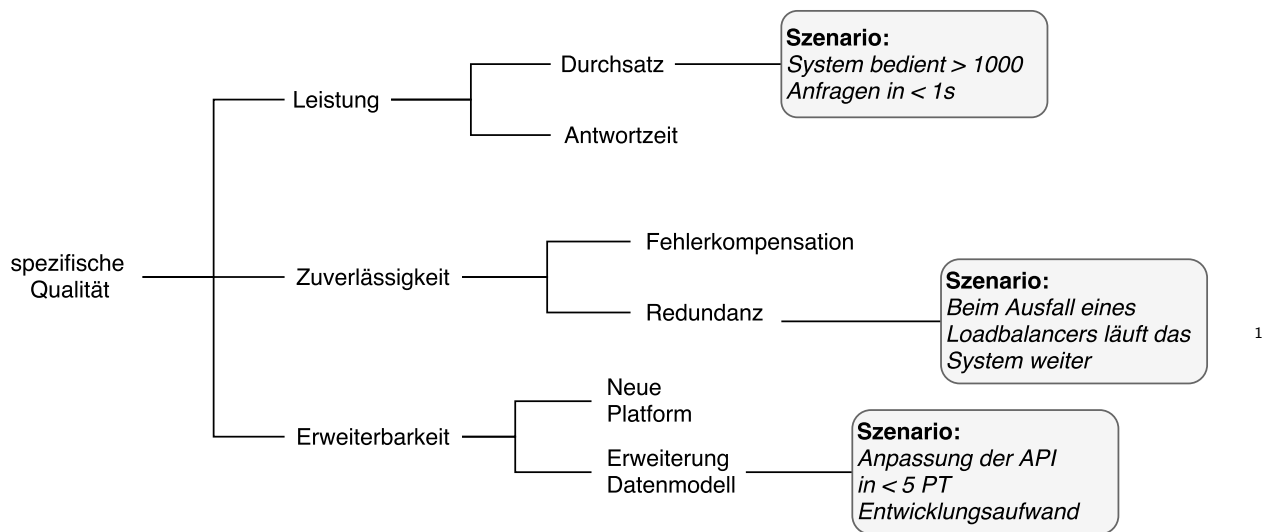 Szenario:
System bedient > 1000
Anfragen in < 1s
Durchsatz
Leistung
Antwortzeit
spezifische
Qualität
Zuverlässigkeit
Fehlerkompensation
Redundanz
Szenario:
Beim Ausfall eines
Loadbalancers läuft das
System weiter
1
Erweiterbarkeit
Neue
Platform
Erweiterung
Datenmodell
Szenario:
Anpassung der API
in < 5 PT
Entwicklungsaufwand